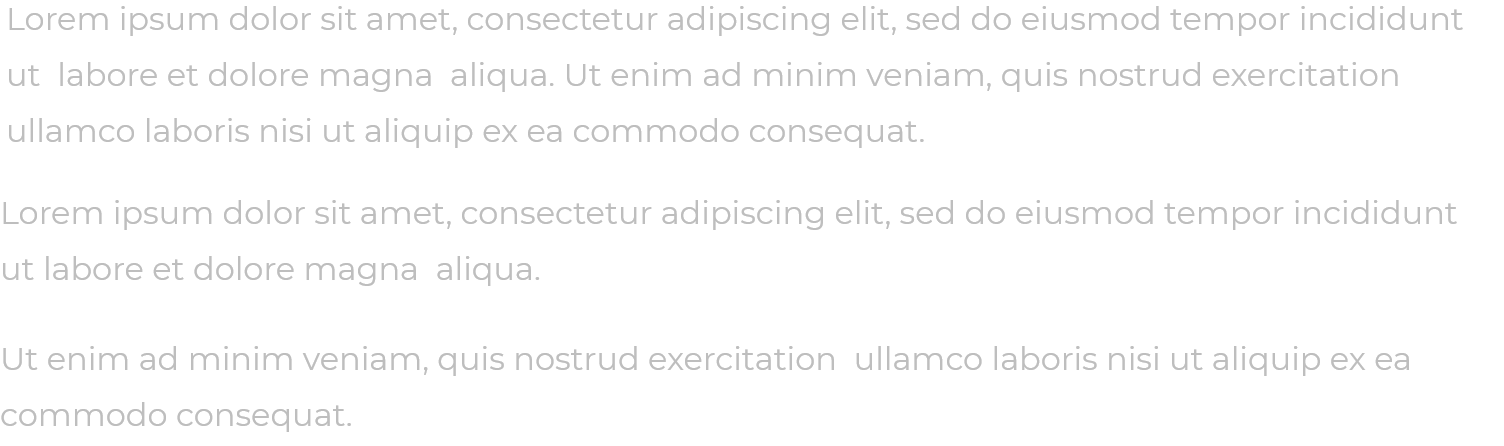 Lorem ipsum dolor sit amet, consectetur adipiscing elit, sed do eiusmod tempor incididunt
ut  labore et dolore magna  aliqua. Ut enim ad minim veniam, quis nostrud exercitation
ullamco laboris nisi ut aliquip ex ea commodo consequat.
Lorem ipsum dolor sit amet, consectetur adipiscing elit, sed do eiusmod tempor incididunt
ut labore et dolore magna  aliqua.
Ut enim ad minim veniam, quis nostrud exercitation  ullamco laboris nisi ut aliquip ex ea
commodo consequat.